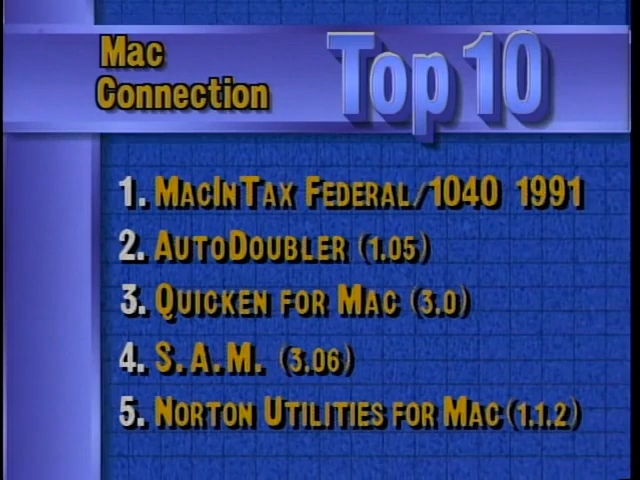 Mac
Connection
Top 10
1. MacInTax Federal/1040 1991
2. AutoDoubler (1.05)
3. Quicken for Mac (3.0)
4. S.A.M. (3.06)
5. Norton Utilities for Mac (1.1.2)